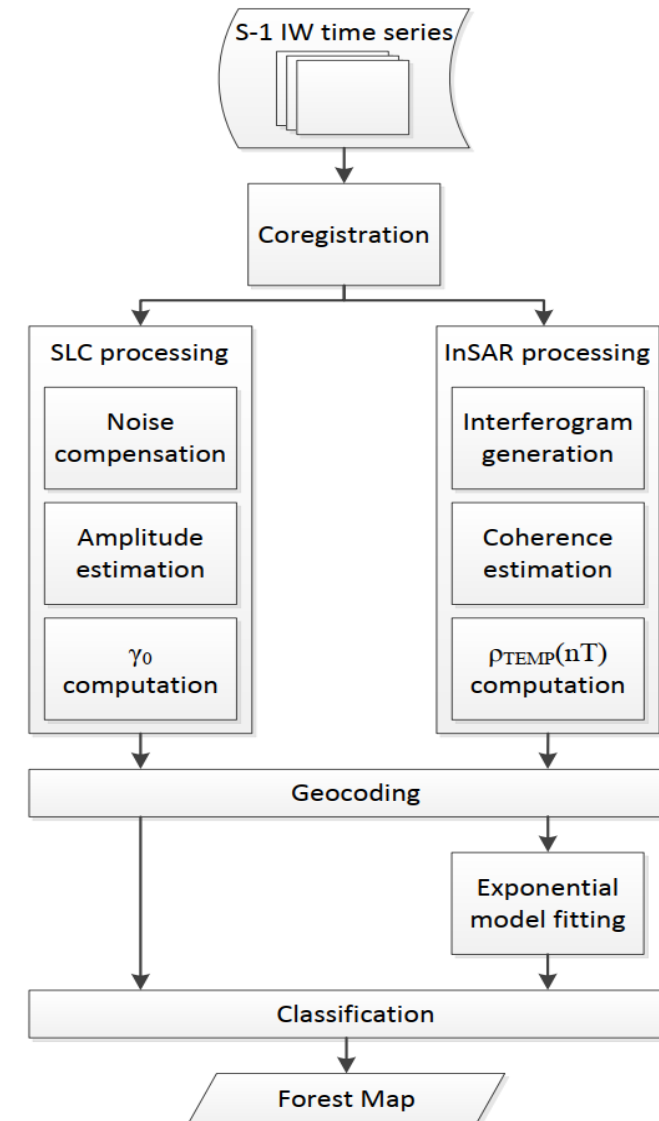 S-1 IW time series
Coregistration
SLC processing
Noise
compensation
Amplitude
estimation
γ₀
computation
InSAR processing
Interferogram
generation
Coherence
estimation
ρTEMP(nT)
computation
Geocoding
Exponential
model fitting
Classification
Forest Map